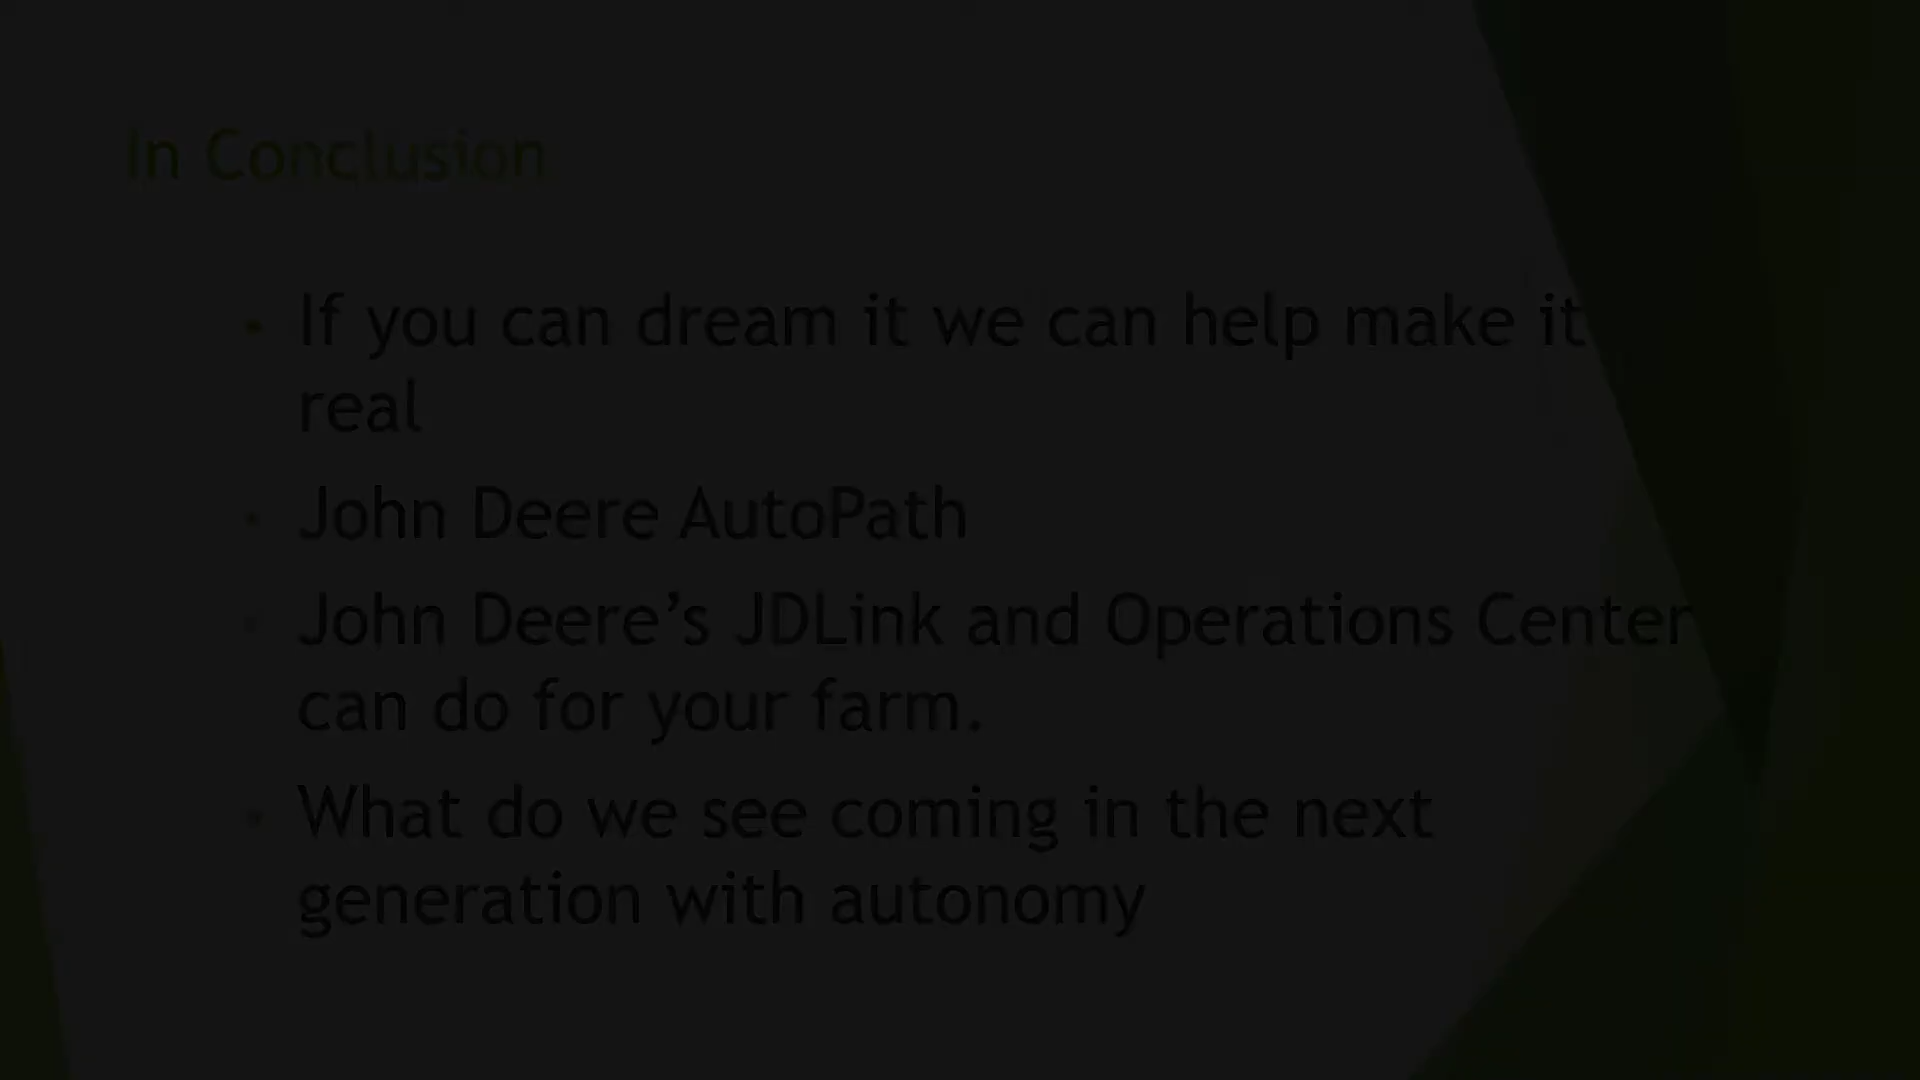 In Conclusion
• If you can dream it we can help make it
real
• John Deere AutoPath
• John Deere’s JDLink and Operations Center
can do for your farm.
• What do we see coming in the next
generation with autonomy